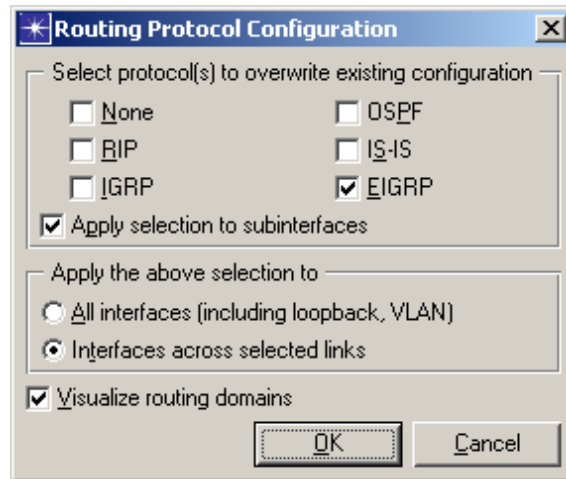 Routing Protocol Configuration
Select protocol(s) to overwrite existing configuration
None
OSPF
RIP
IS-IS
IGRP
EIGRP
Apply selection to subinterfaces
Apply the above selection to
All interfaces (including loopback, VLAN)
Interfaces across selected links
Visualize routing domains
OK
Cancel